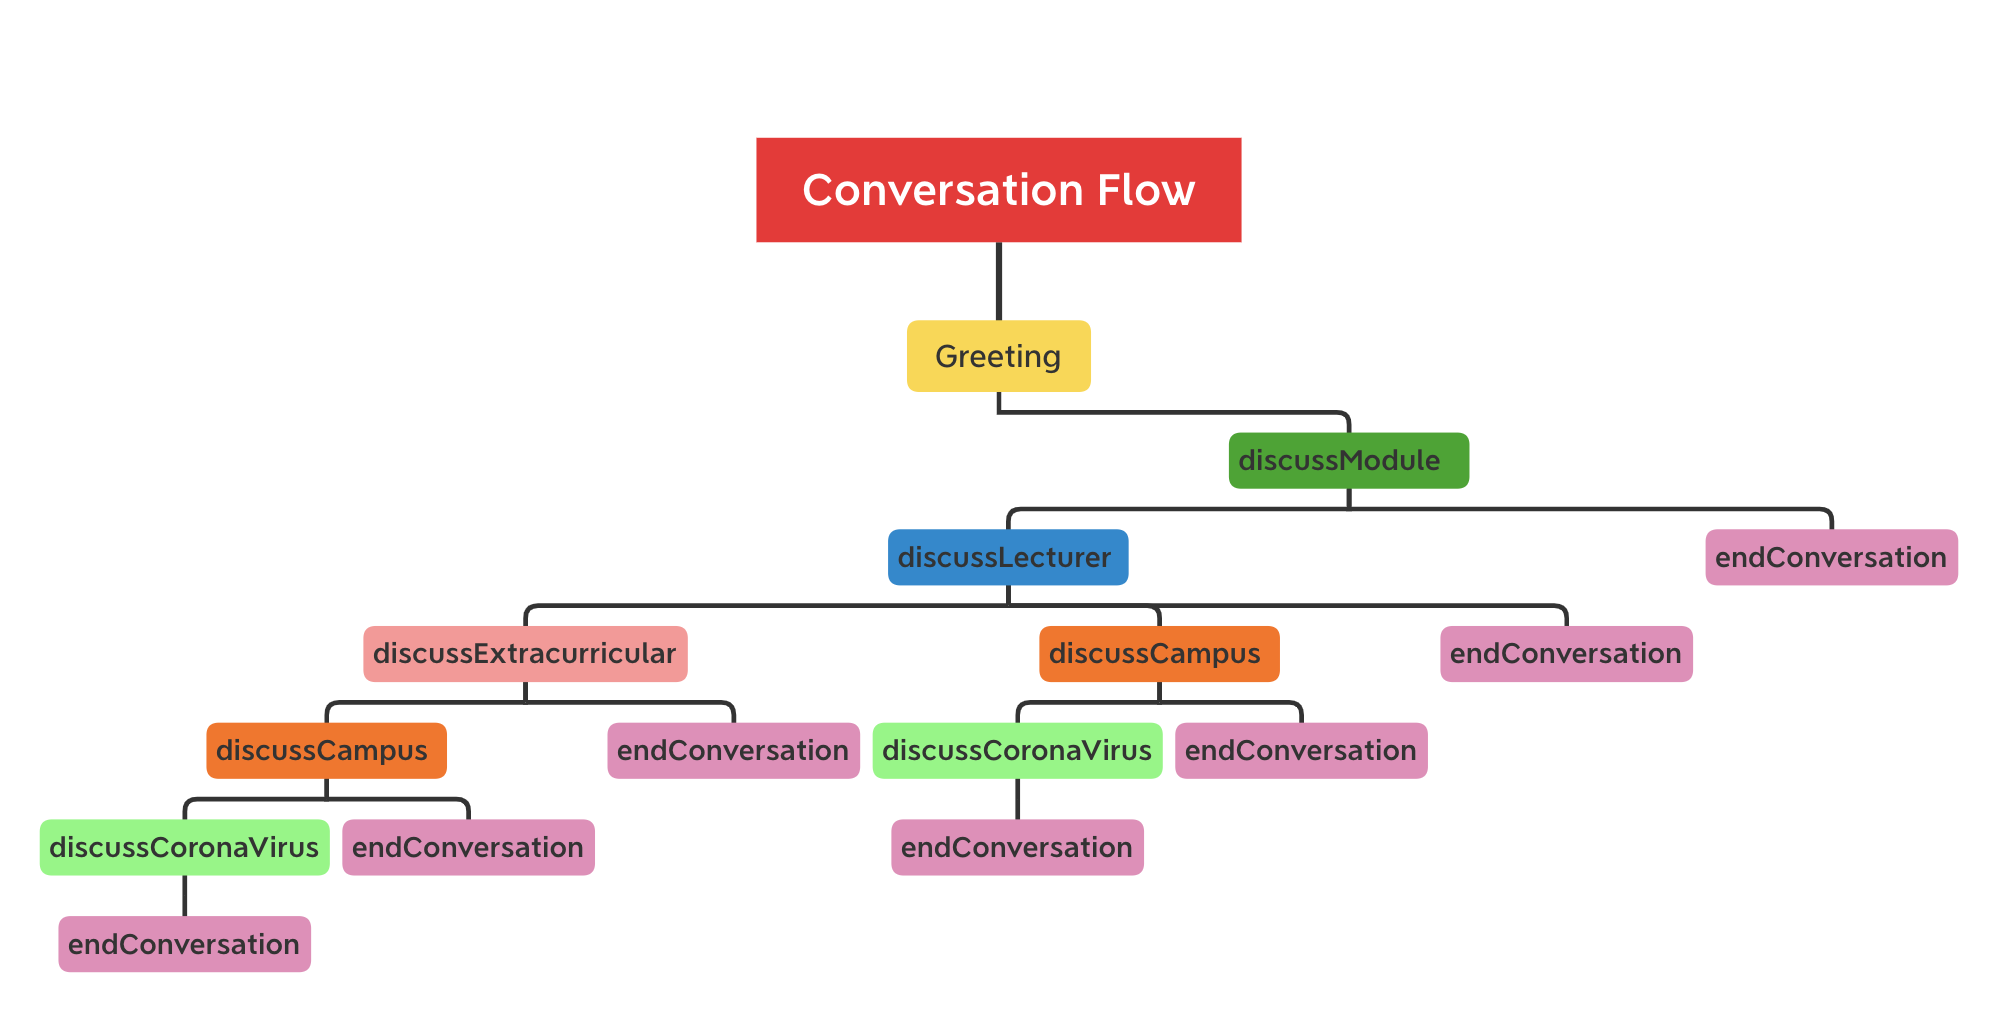 Conversation Flow
Greeting
discussModule
discussLecturer
endConversation
discussExtracurricular
discussCampus
endConversation
discussCampus
endConversation
discussCoronaVirus
endConversation
discussCoronaVirus
endConversation
endConversation
endConversation